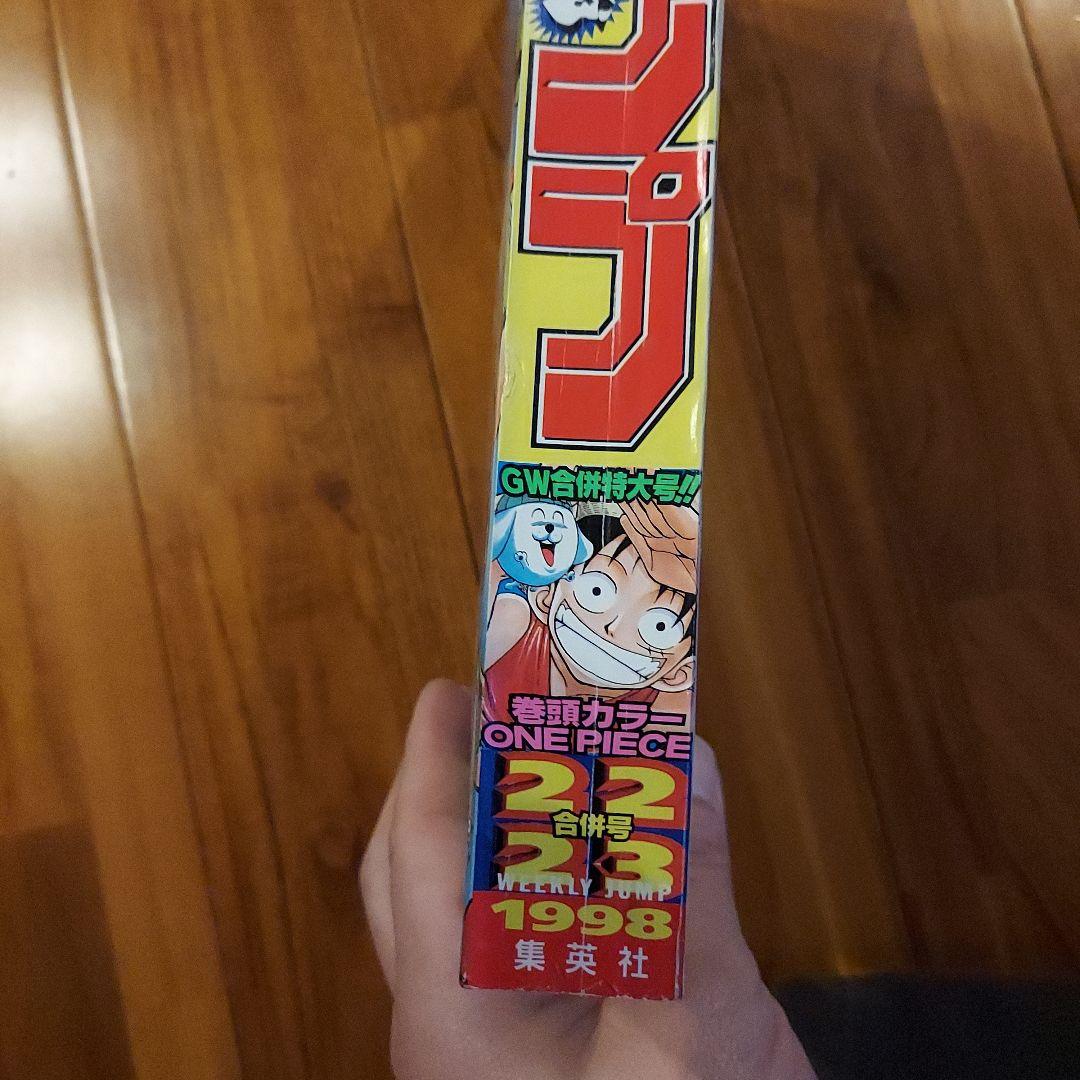 ンプ
GW合併特大号!!
巻頭カラー
ONE PIECE
22
合併号
23
WEEKLY JUMP
1998
集英社